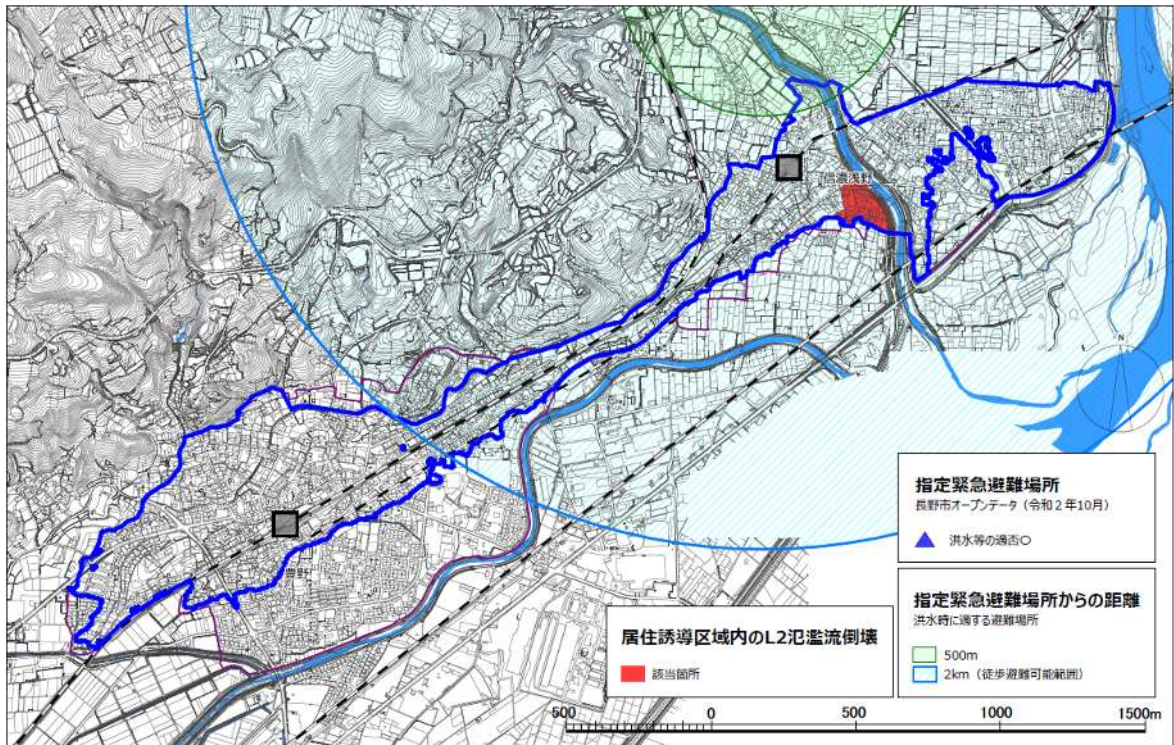 信濃浅野
豊野
N
指定緊急避難場所
長野市オープンデータ(令和2年10月)
洪水等の適否○
指定緊急避難場所からの距離
洪水時に適する避難場所
500m
2km(徒歩避難可能範囲)
居住誘導区域内のL2氾濫流倒壊
該当箇所
500 0 500 1000 1500m